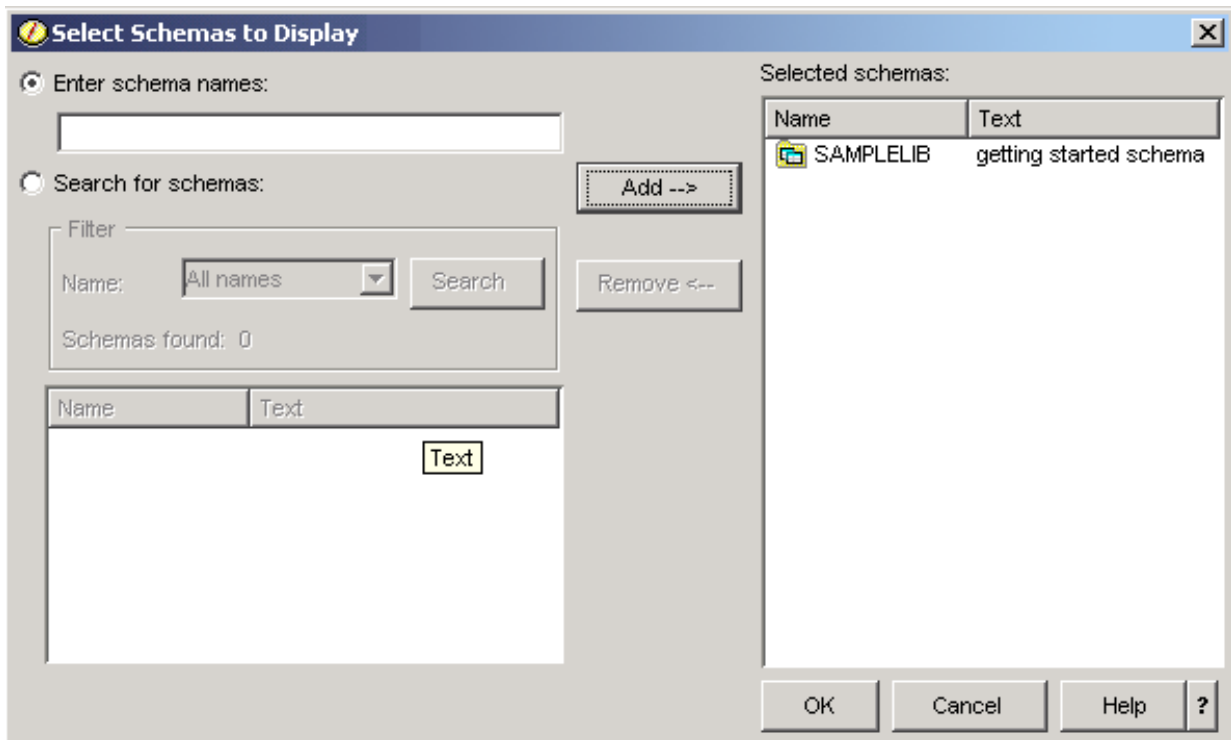 Select Schemas to Display
Enter schema names:
Search for schemas:
Filter
Name:
All names
Search
Schemas found: 0
Name Text
Text
Add -->
Remove <--
Selected schemas:
Name Text
SAMPLELIB getting started schema
OK Cancel Help ?